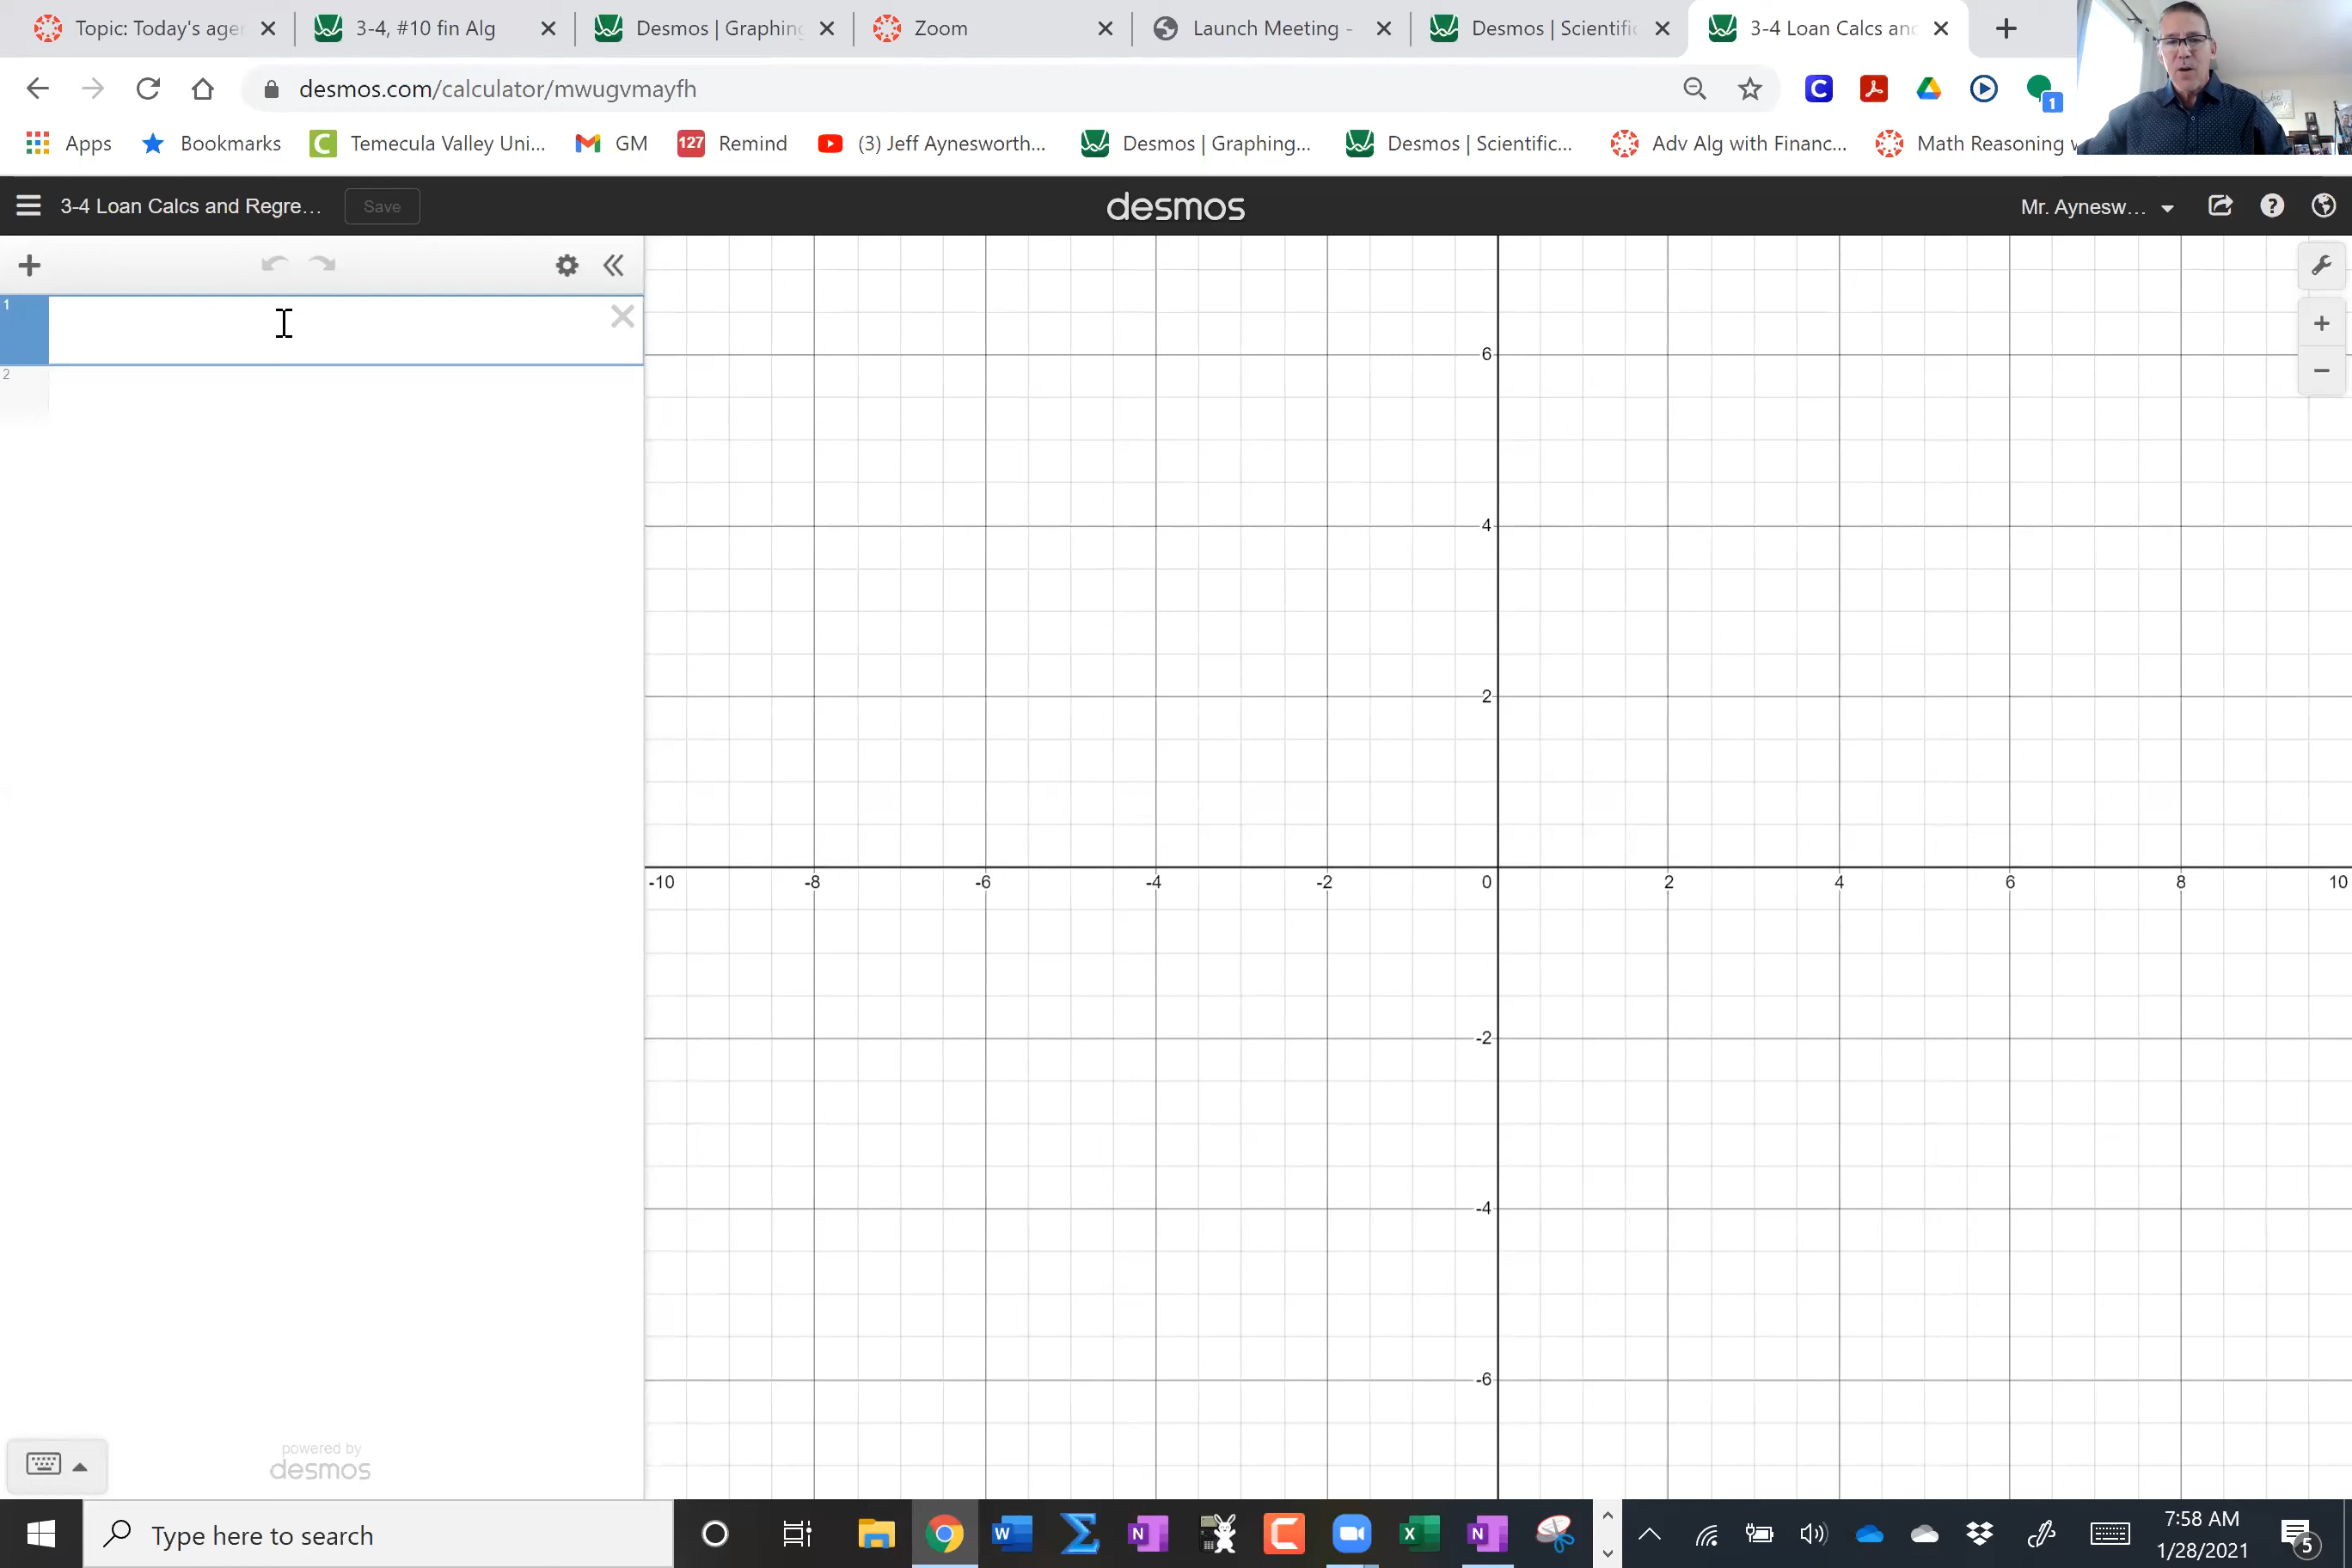 Topic: Today's ager
3-4, #10 fin Alg
Desmos | Graphing
Zoom
Launch Meeting -
Desmos | Scientific
3-4 Loan Calcs and
desmos.com/calculator/mwugvmayfh
C
1
Apps
Bookmarks
C
Temecula Valley Uni...
GM
127
Remind
(3) Jeff Aynesworth...
Desmos | Graphing...
Desmos | Scientific...
Adv Alg with Financ...
Math Reasoning
3-4 Loan Calcs and Regre...
Save
desmos
Mr. Aynesw...
1
2
6
4
2
-10 -8 -6 -4 -2 0 2 4 6 8 10
-2
-4
-6
powered by
desmos
Type here to search
7:58 AM
1/28/2021
5